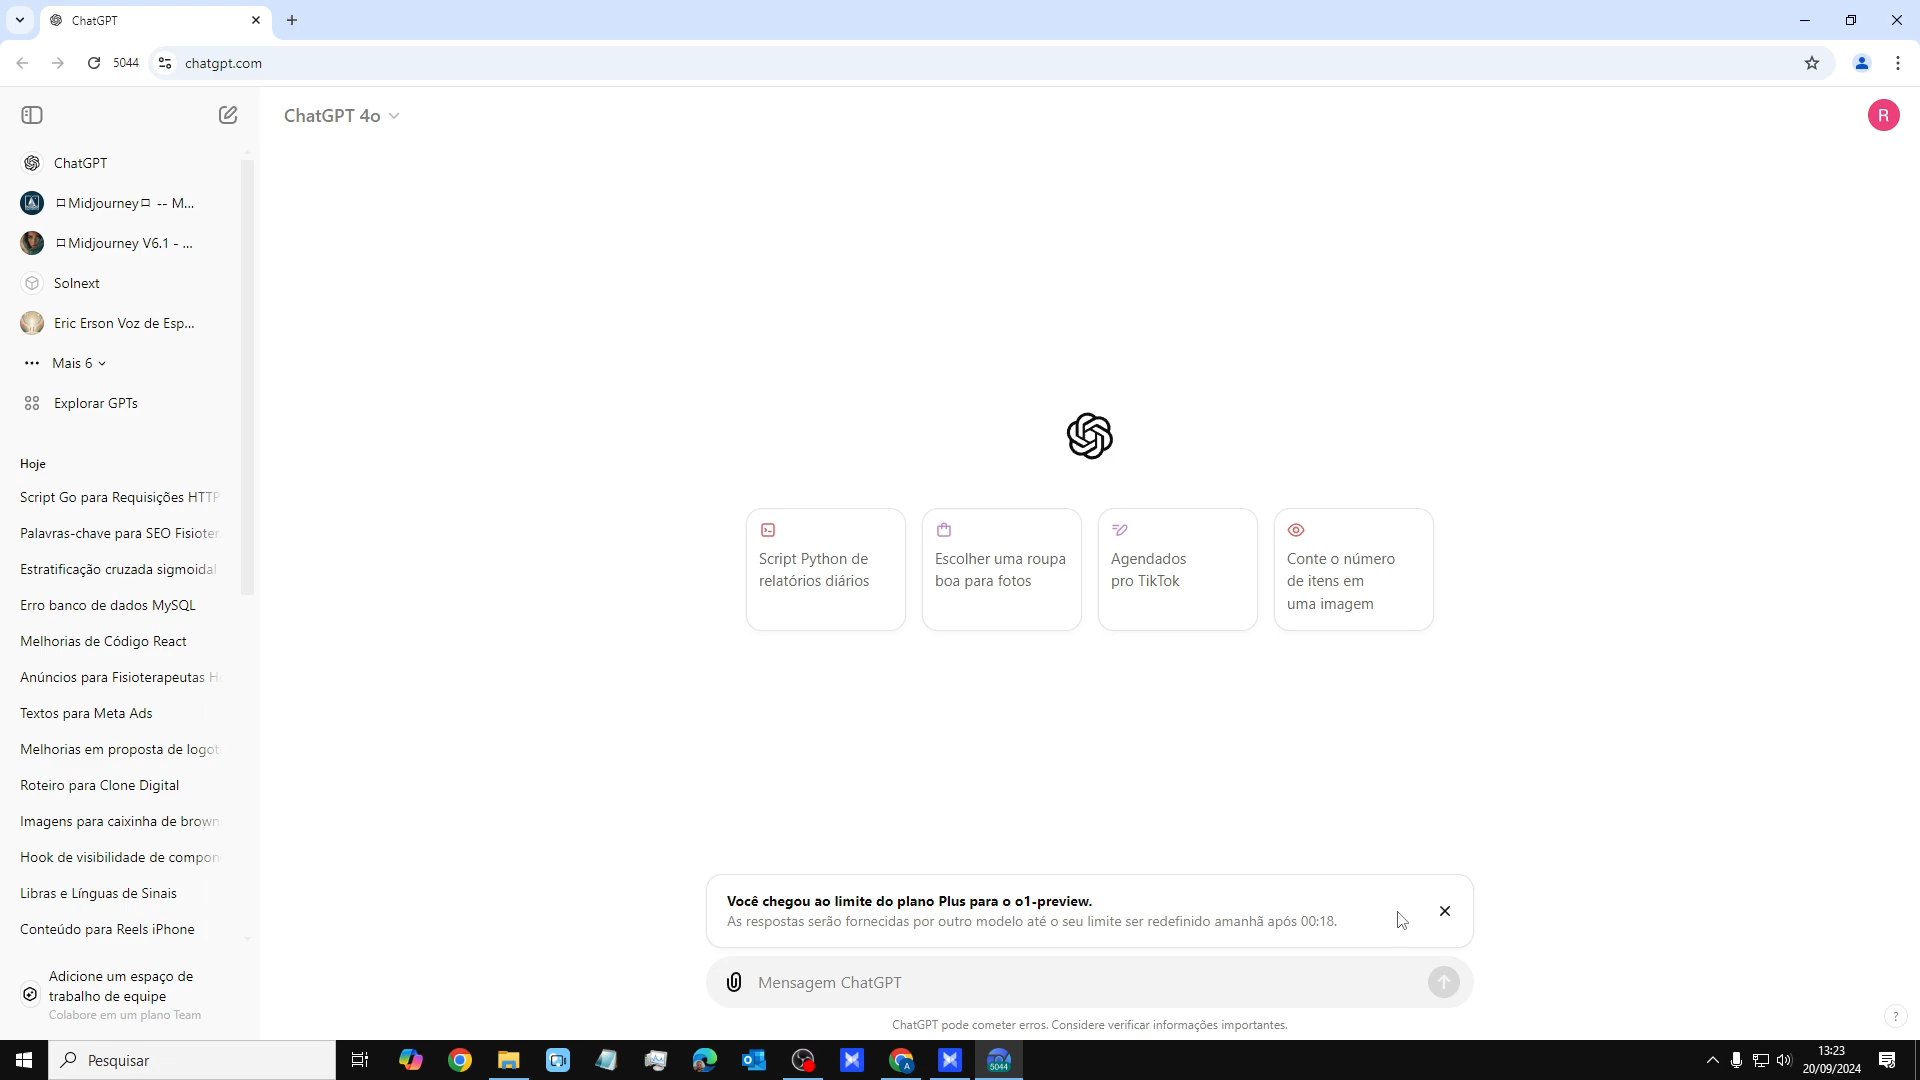 ChatGPT
5044
chatgpt.com
ChatGPT 4o
R
ChatGPT
Midjourney -- M...
Midjourney V6.1 - ...
Solnext
Eric Erson Voz de Esp...
Mais 6
Explorar GPTs
Hoje
Script Go para Requisições HTTP
Palavras-chave para SEO Fisioter
Estratificação cruzada sigmoidal
Erro banco de dados MySQL
Melhorias de Código React
Anúncios para Fisioterapeutas H
Textos para Meta Ads
Melhorias em proposta de logot
Roteiro para Clone Digital
Imagens para caixinha de brown
Hook de visibilidade de compon
Libras e Línguas de Sinais
Conteúdo para Reels iPhone
Adicione um espaço de
trabalho de equipe
Colabore em um plano Team
Script Python de
relatórios diários
Escolher uma roupa
boa para fotos
Agendados
pro TikTok
Conte o número
de itens em
uma imagem
Você chegou ao limite do plano Plus para o o1-preview.
As respostas serão fornecidas por outro modelo até o seu limite ser redefinido amanhã após 00:18.
Mensagem ChatGPT
ChatGPT pode cometer erros. Considere verificar informações importantes.
?
Pesquisar
A
5044
13:23
20/09/2024